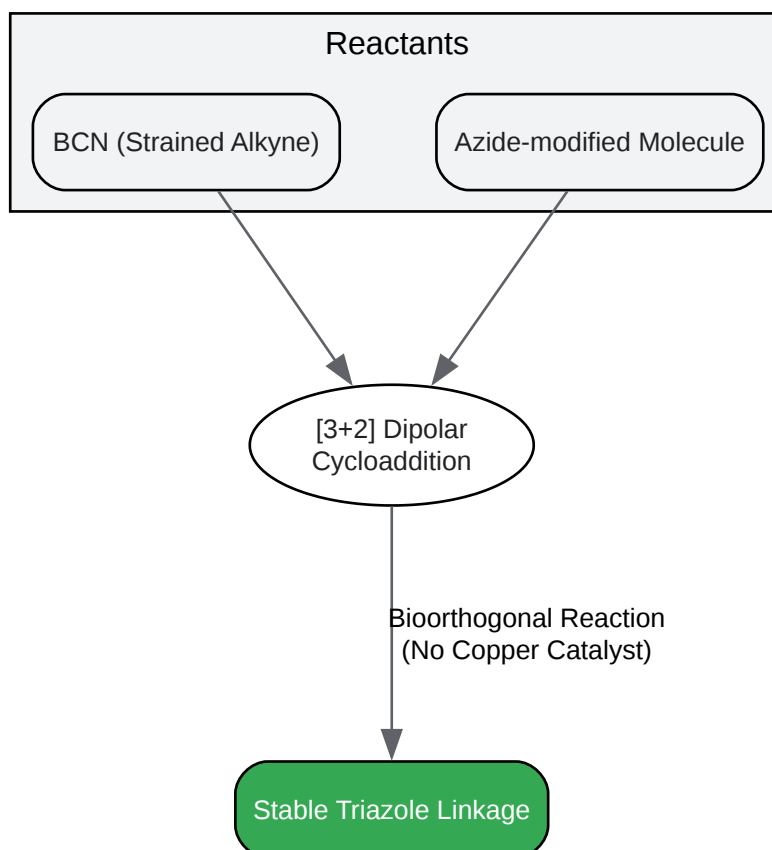 Reactants
BCN (Strained Alkyne)
Azide-modified Molecule
[3+2] Dipolar
Cycloaddition
Bioorthogonal Reaction
(No Copper Catalyst)
Stable Triazole Linkage